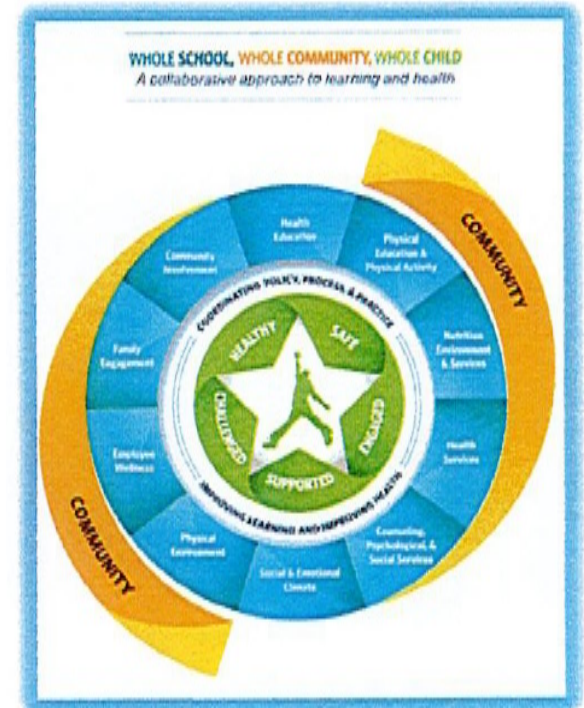 WHOLE SCHOOL, WHOLE COMMUNITY, WHOLE CHILD
A collaborative approach to learning and health
COMMUNITY
Health
Education
Physical
Education &
Physical Activity
Nutrition
Environment
& Services
Health
Services
Counseling,
Psychological, &
Social Services
Social & Emotional
Climate
Physical
Environment
Employee
Wellness
Family
Engagement
Community
Involvement
COORDINATING POLICY, PROCESS & PRACTICE
IMPROVING LEARNING AND IMPROVING HEALTH
HEALTHY
SAFE
ENGAGED
SUPPORTED
CHALLENGED
COMMUNITY